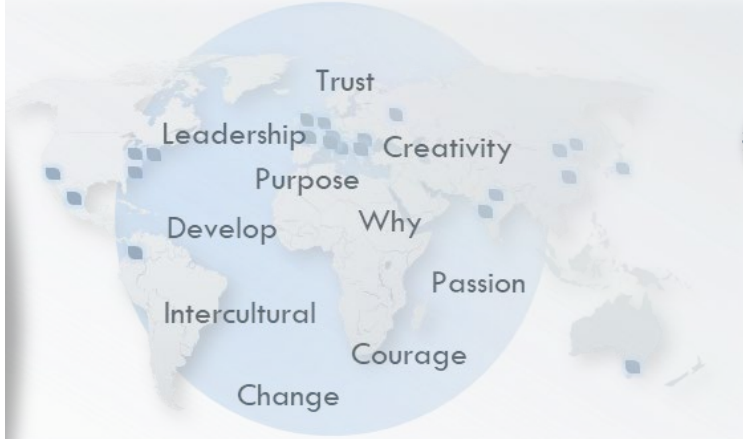 Trust
Leadership
Creativity
Purpose
Why
Develop
Passion
Intercultural
Courage
Change